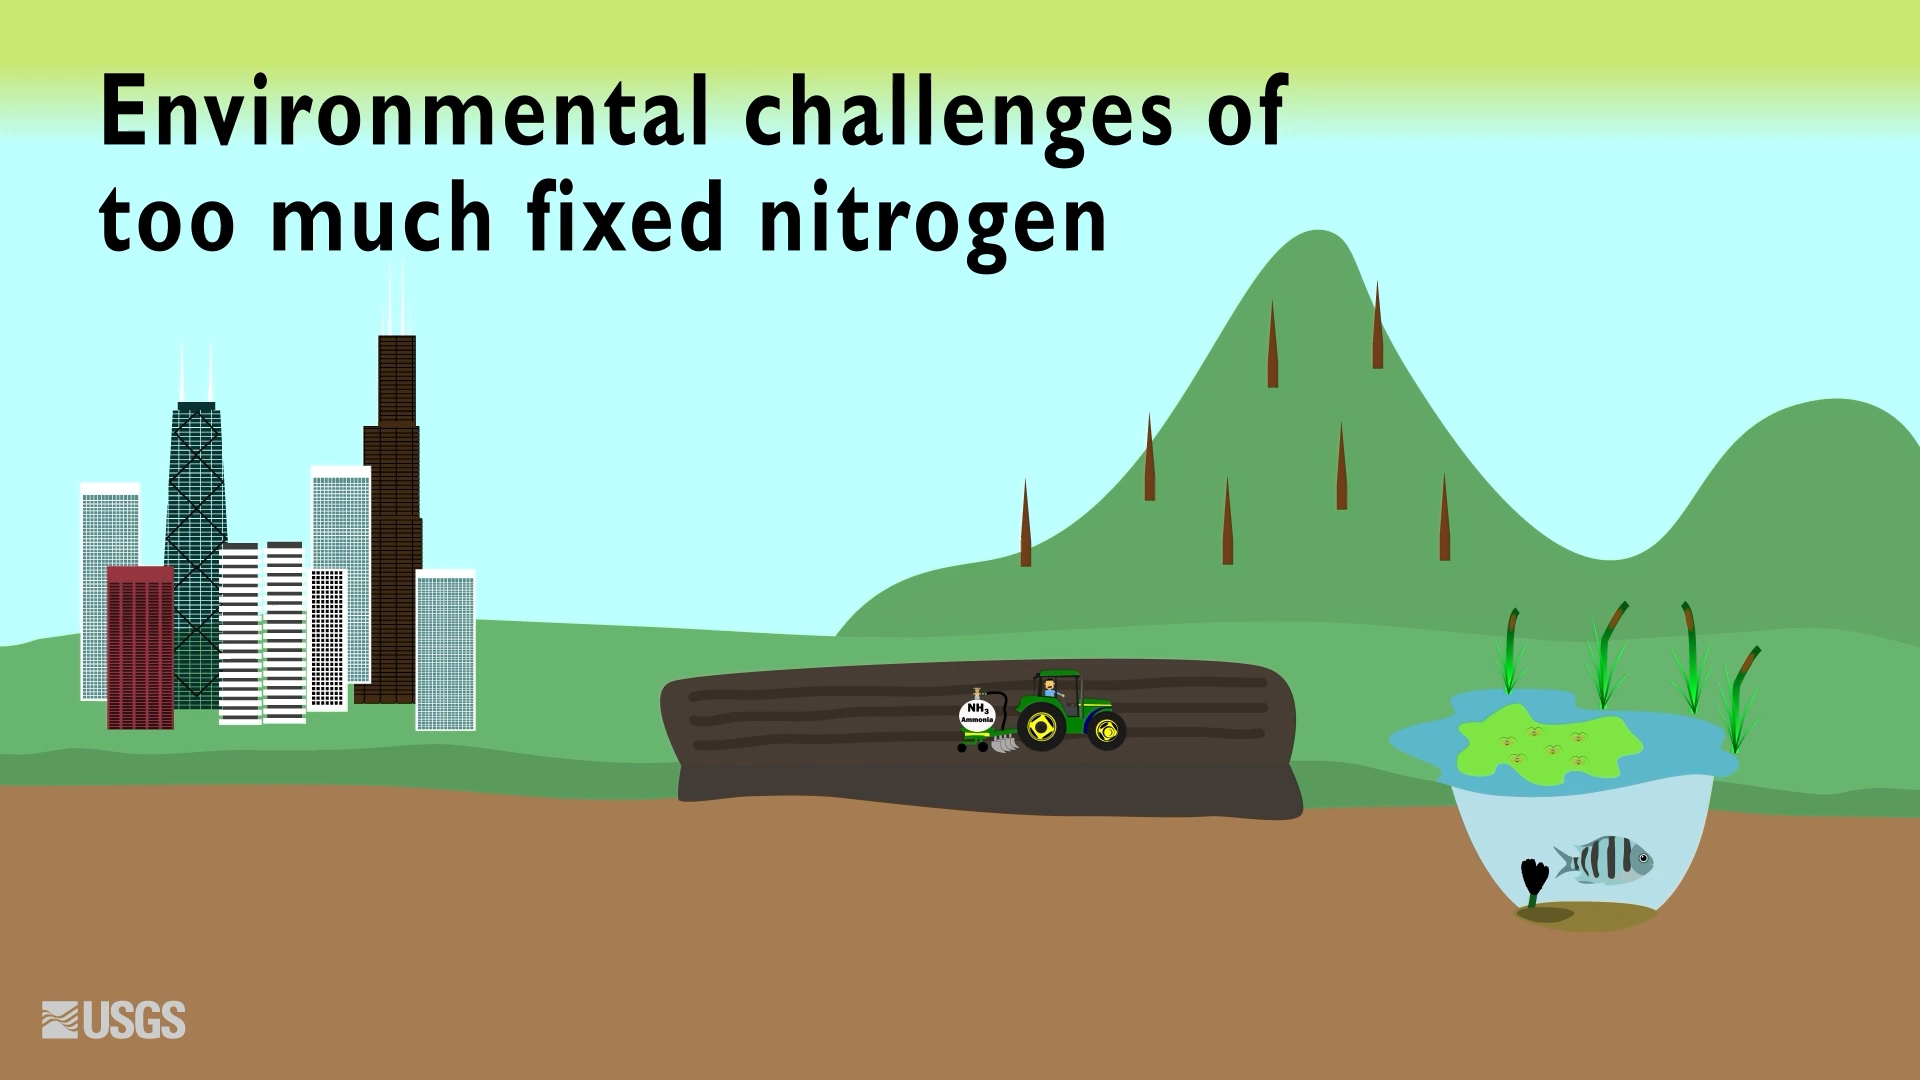 Environmental challenges of
too much fixed nitrogen
NH3
Ammonia
USGS